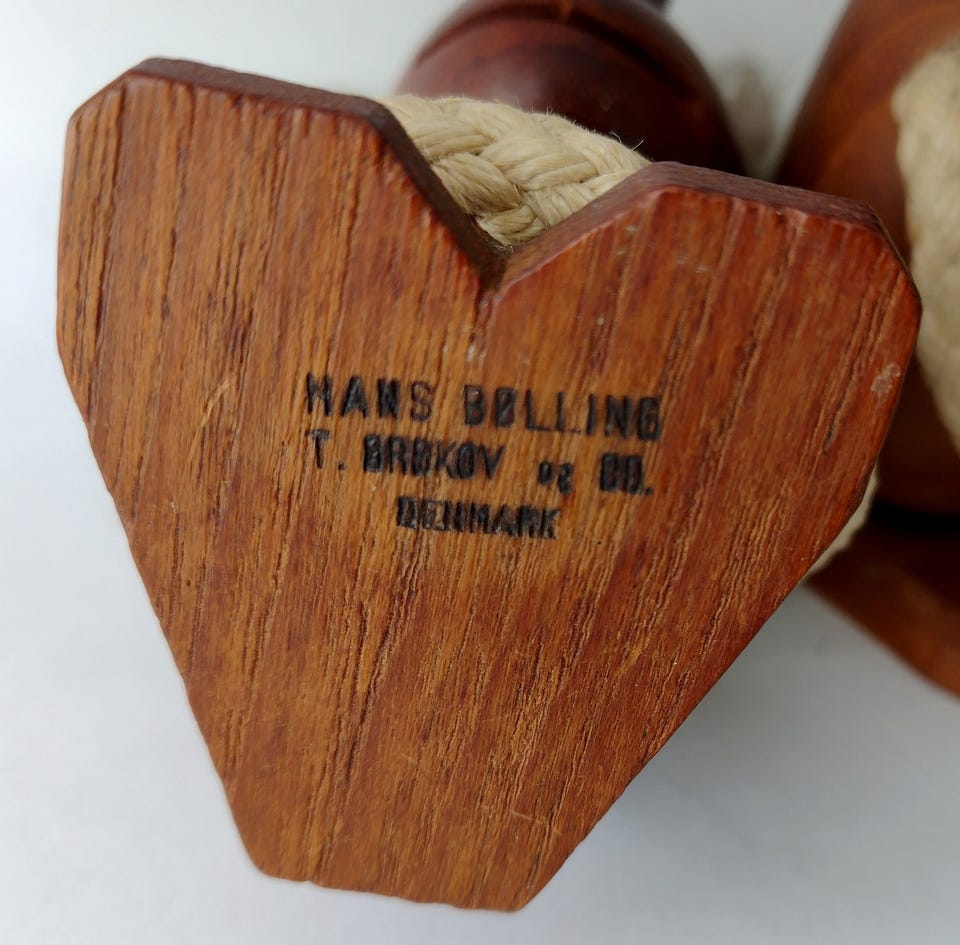 HANS BØLLING
T. ØRSKOV og CO.
DENMARK